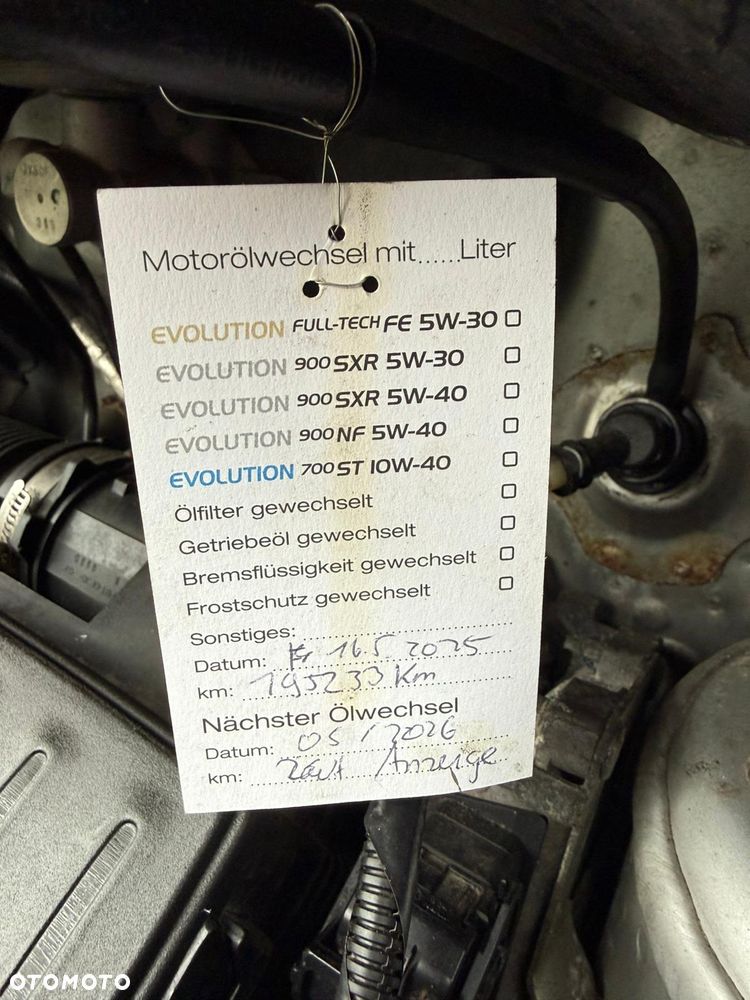 Motorölwechsel mit......Liter
EVOLUTION FULL-TECH FE 5W-30
EVOLUTION 900 SXR 5W-30
EVOLUTION 900 SXR 5W-40
EVOLUTION 900 NF 5W-40
EVOLUTION 700 ST 10W-40
Ölfilter gewechselt
Getriebeöl gewechselt
Bremsflüssigkeit gewechselt
Frostschutz gewechselt
Sonstiges:
Datum: 16.5.2025
km: 195233 Km
Nächster Ölwechsel
Datum: 05/2026
km: Laut Anzeige
OTOMOTO